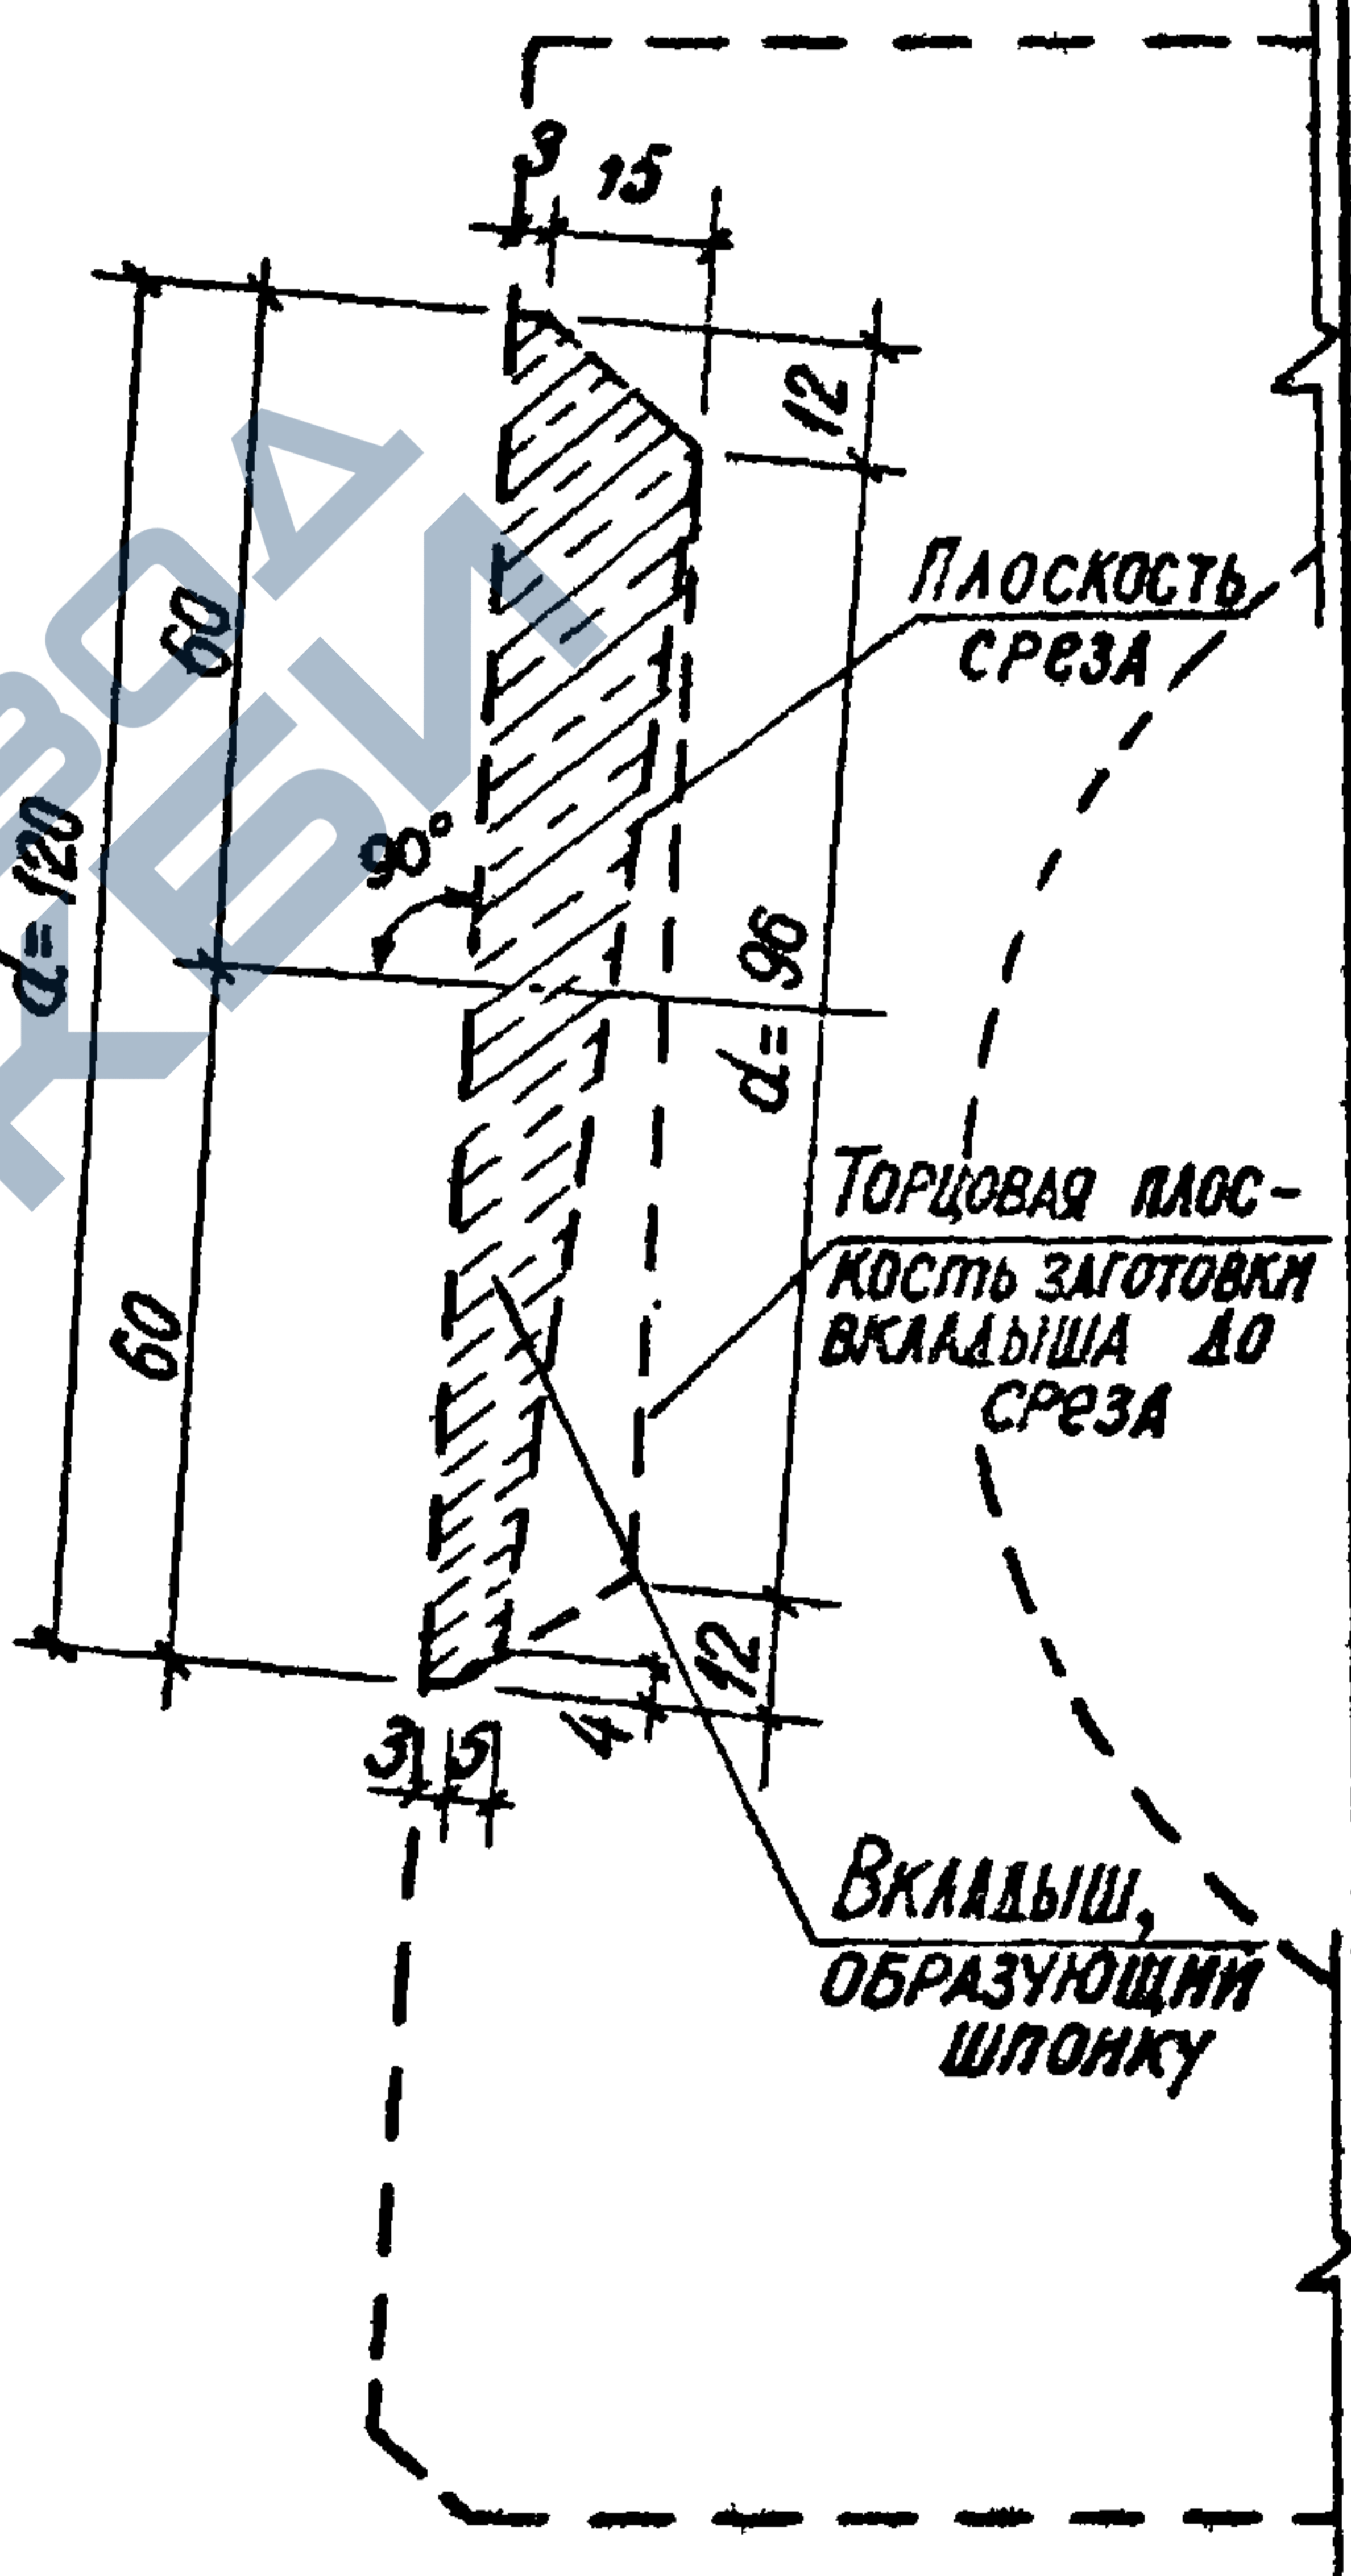 3
15
12
60
ПЛОСКОСТЬ
СРЕЗА
d=120
90°
d=96
ТОРЦОВАЯ ПЛОС-
КОСТЬ ЗАГОТОВКИ
ВКЛАДЫША ДО
СРЕЗА
60
12
4
3 5
ВКЛАДЫШ,
ОБРАЗУЮЩИЙ
ШПОНКУ